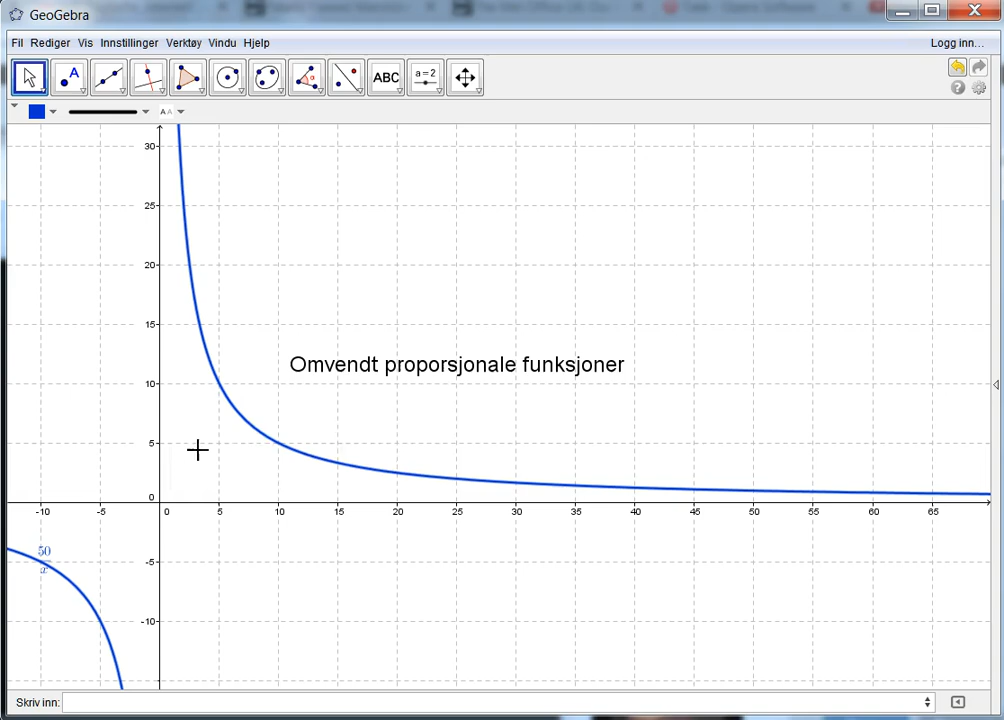 GeoGebra
Fil Rediger Vis Innstillinger Verktøy Vindu Hjelp Logg inn...
A α ABC a=2
A A
30
25
20
15
10
5
0
Omvendt proporsjonale funksjoner
-10 -5 0 5 10 15 20 25 30 35 40 45 50 55 60 65
50
x
-5
-10
Skriv inn: